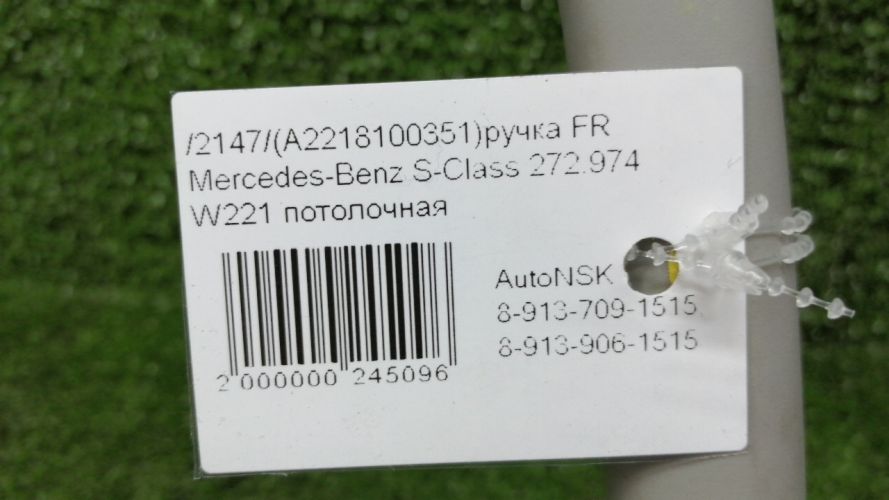 /2147/(A2218100351)ручка FR
Mercedes-Benz S-Class 272.974
W221 потолочная
AutoNSK
8-913-709-1515,
8-913-906-1515
2 000000 245096